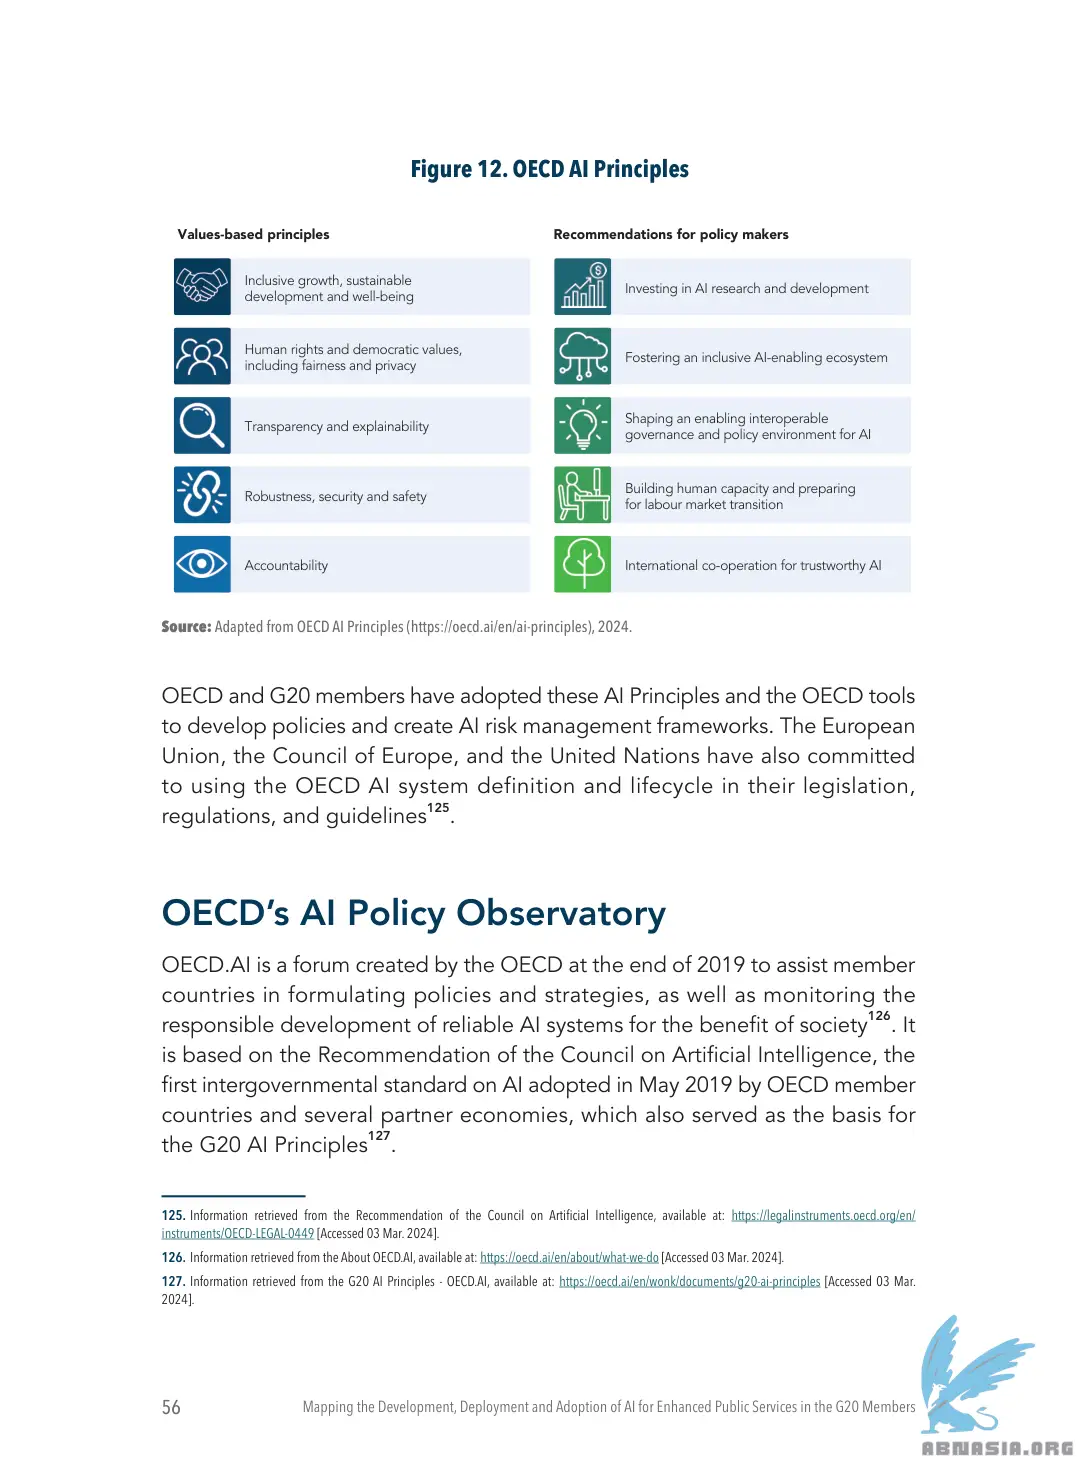 Figure 12. OECD AI Principles
Values-based principles
Inclusive growth, sustainable
development and well-being
Human rights and democratic values,
including fairness and privacy
Transparency and explainability
Robustness, security and safety
Accountability
Recommendations for policy makers
Investing in AI research and development
Fostering an inclusive AI-enabling ecosystem
Shaping an enabling interoperable
governance and policy environment for AI
Building human capacity and preparing
for labour market transition
International co-operation for trustworthy AI
Source: Adapted from OECD AI Principles (https://oecd.ai/en/ai-principles), 2024.
OECD and G20 members have adopted these AI Principles and the OECD tools
to develop policies and create AI risk management frameworks. The European
Union, the Council of Europe, and the United Nations have also committed
to using the OECD AI system definition and lifecycle in their legislation,
regulations, and guidelines125.
OECD’s AI Policy Observatory
OECD.AI is a forum created by the OECD at the end of 2019 to assist member
countries in formulating policies and strategies, as well as monitoring the
responsible development of reliable AI systems for the benefit of society126. It
is based on the Recommendation of the Council on Artificial Intelligence, the
first intergovernmental standard on AI adopted in May 2019 by OECD member
countries and several partner economies, which also served as the basis for
the G20 AI Principles127.
125. Information retrieved from the Recommendation of the Council on Artificial Intelligence, available at: https://legalinstruments.oecd.org/en/
instruments/OECD-LEGAL-0449 [Accessed 03 Mar. 2024].
126. Information retrieved from the About OECD.AI, available at: https://oecd.ai/en/about/what-we-do [Accessed 03 Mar. 2024].
127. Information retrieved from the G20 AI Principles - OECD.AI, available at: https://oecd.ai/en/wonk/documents/g20-ai-principles [Accessed 03 Mar.
2024].
56
Mapping the Development, Deployment and Adoption of AI for Enhanced Public Services in the G20 Members
ABNASIA.ORG